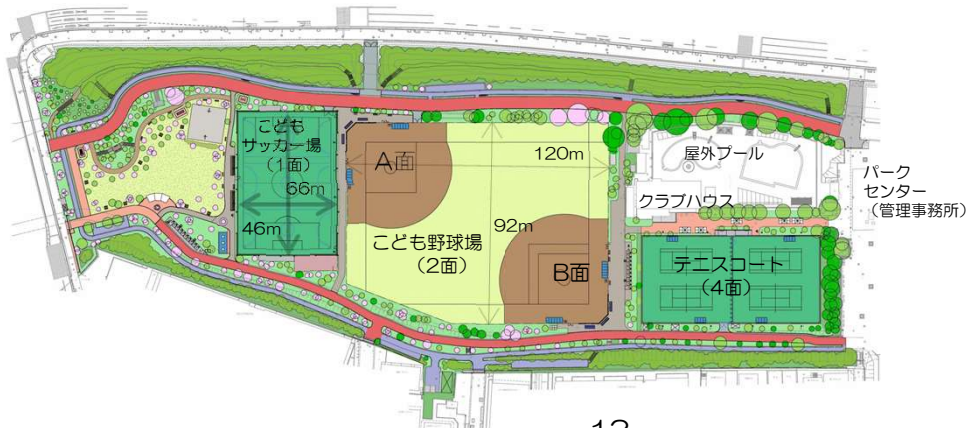 こども
サッカー場
（1面）
66m
46m
A面
120m
92m
こども野球場
（2面）
B面
屋外プール
クラブハウス
テニスコート
（4面）
パーク
センター
（管理事務所）